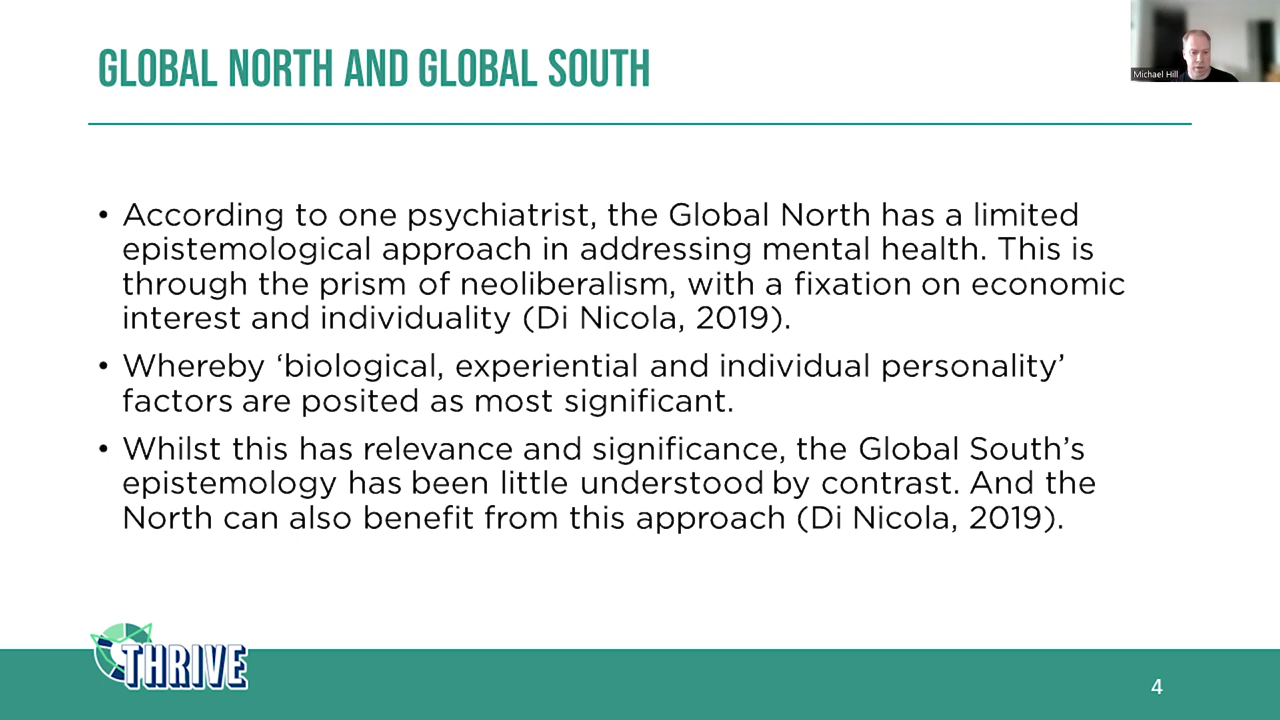 GLOBAL NORTH AND GLOBAL SOUTH
Michael Hill
• According to one psychiatrist, the Global North has a limited
epistemological approach in addressing mental health. This is
through the prism of neoliberalism, with a fixation on economic
interest and individuality (Di Nicola, 2019).
• Whereby ‘biological, experiential and individual personality’
factors are posited as most significant.
• Whilst this has relevance and significance, the Global South’s
epistemology has been little understood by contrast. And the
North can also benefit from this approach (Di Nicola, 2019).
THRIVE
4